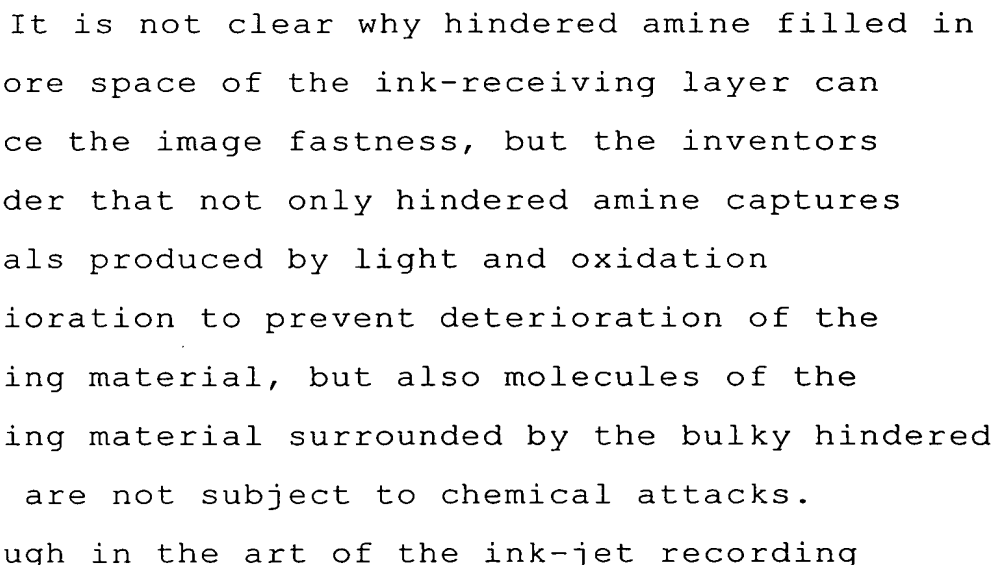 It is not clear why hindered amine filled in
ore space of the ink-receiving layer can
ce the image fastness, but the inventors
der that not only hindered amine captures
als produced by light and oxidation
ioration to prevent deterioration of the
ing material, but also molecules of the
ing material surrounded by the bulky hindered
are not subject to chemical attacks.
ugh in the art of the ink-jet recording